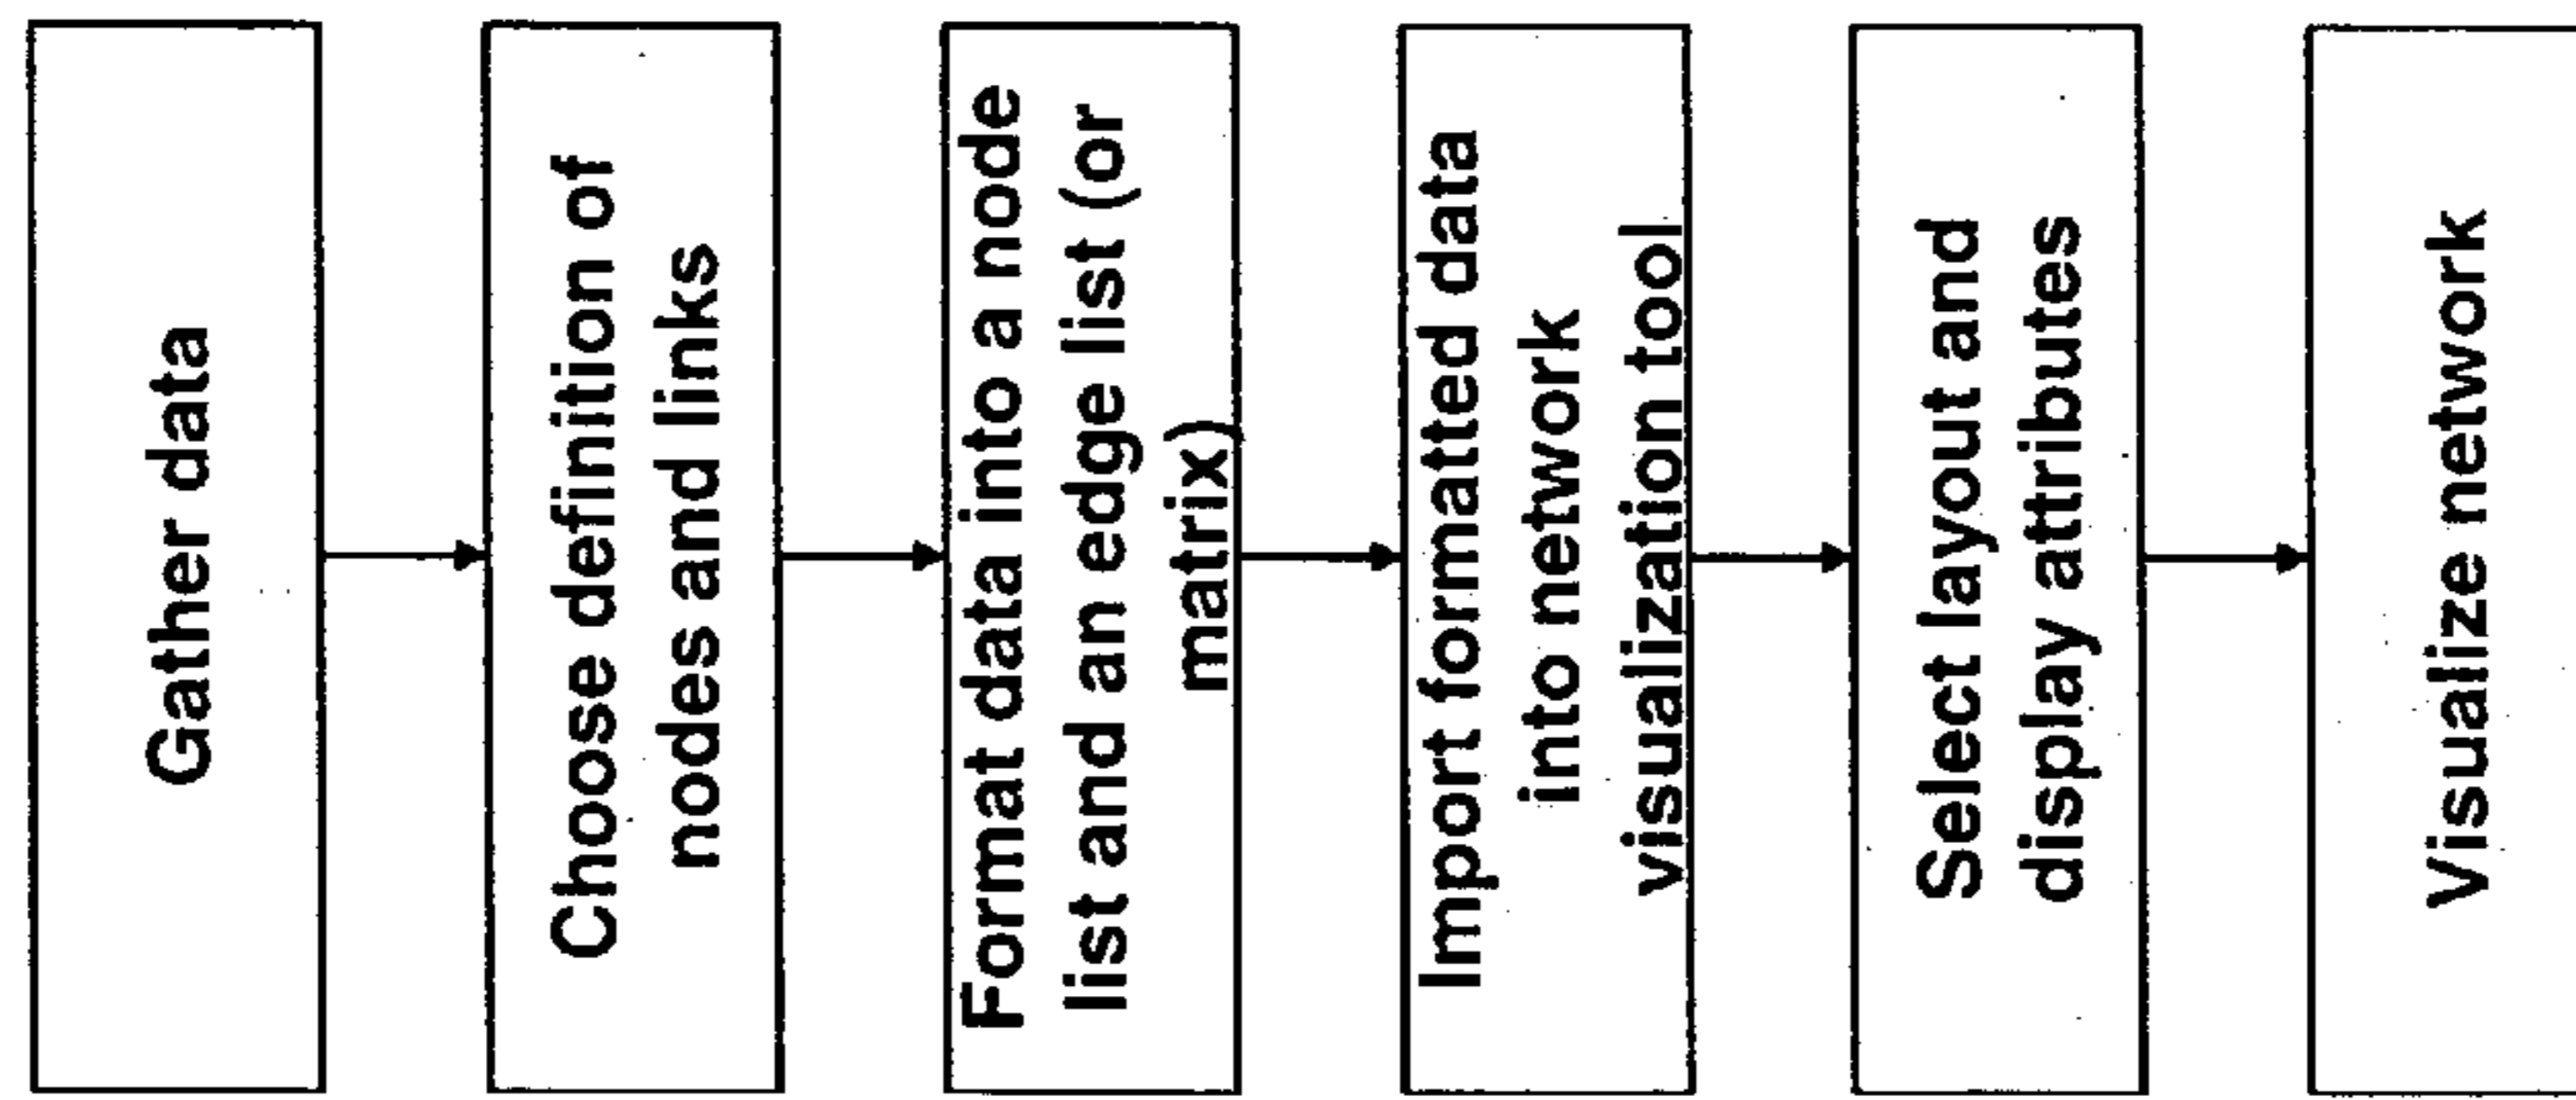 Gather data
Choose definition of
nodes and links
Format data into a node
list and an edge list (or
matrix)
Import formatted data
into network
visualization tool
Select layout and
display attributes
Visualize network